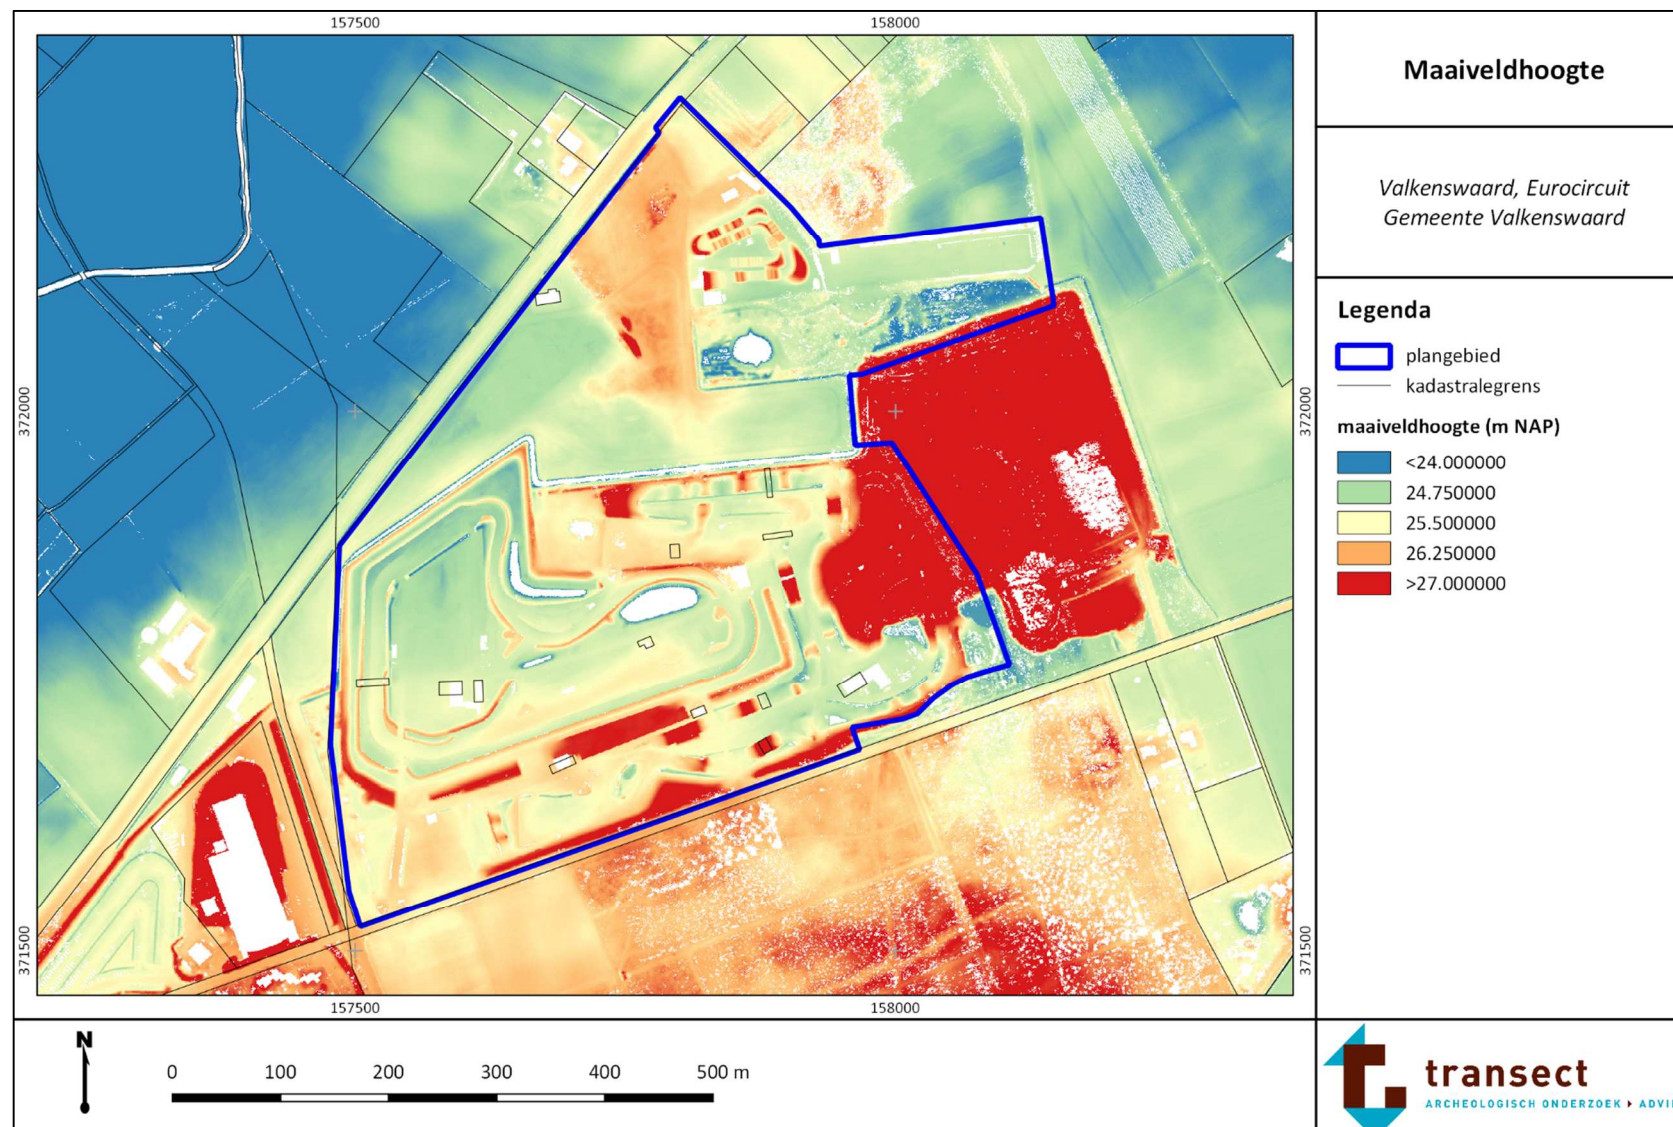 157500
158000
372000
372000
371500
371500
157500
158000
Maaiveldhoogte
Valkenswaard, Eurocircuit
Gemeente Valkenswaard
Legenda
plangebied
kadastralegrens
maaiveldhoogte (m NAP)
<24.000000
24.750000
25.500000
26.250000
>27.000000
N
0 100 200 300 400 500 m
transect
ARCHEOLOGISCH ONDERZOEK ADVI